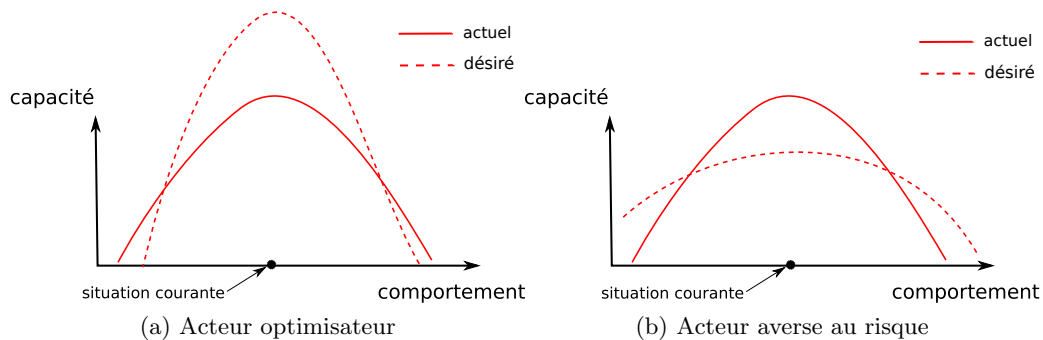 actuel
désiré
capacité
situation courante
comportement
(a) Acteur optimisateur
actuel
désiré
capacité
situation courante
comportement
(b) Acteur averse au risque